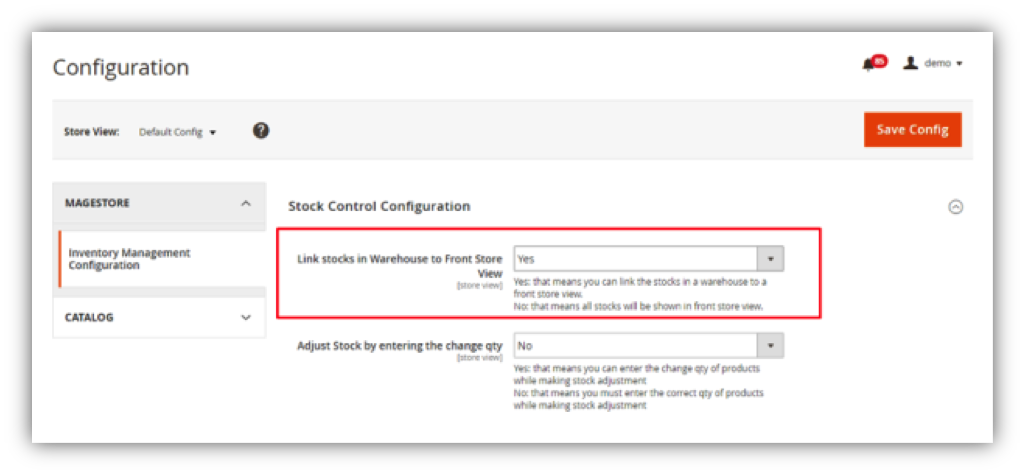 Configuration
demo
Store View: Default Config ?
Save Config
MAGESTORE
Inventory Management
Configuration
CATALOG
Stock Control Configuration
Link stocks in Warehouse to Front Store
View
[store view]
Yes
Yes: that means you can link the stocks in a warehouse to a
front store view.
No: that means all stocks will be shown in front store view.
Adjust Stock by entering the change qty
[store view]
No
Yes: that means you can enter the change qty of products
while making stock adjustment
No: that means you must enter the correct qty of products
while making stock adjustment